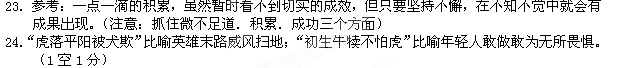 23. 参考：一点一滴的积累，虽然暂时看不到切实的成效，但只要坚持不懈，在不知不觉中就会有
成果出现。（注意：抓住微不足道．积累．成功三个方面）
24.“虎落平阳被犬欺”比喻英雄末路威风扫地；“初生牛犊不怕虎”比喻年轻人敢做敢为无所畏惧。
（1 空 1 分）